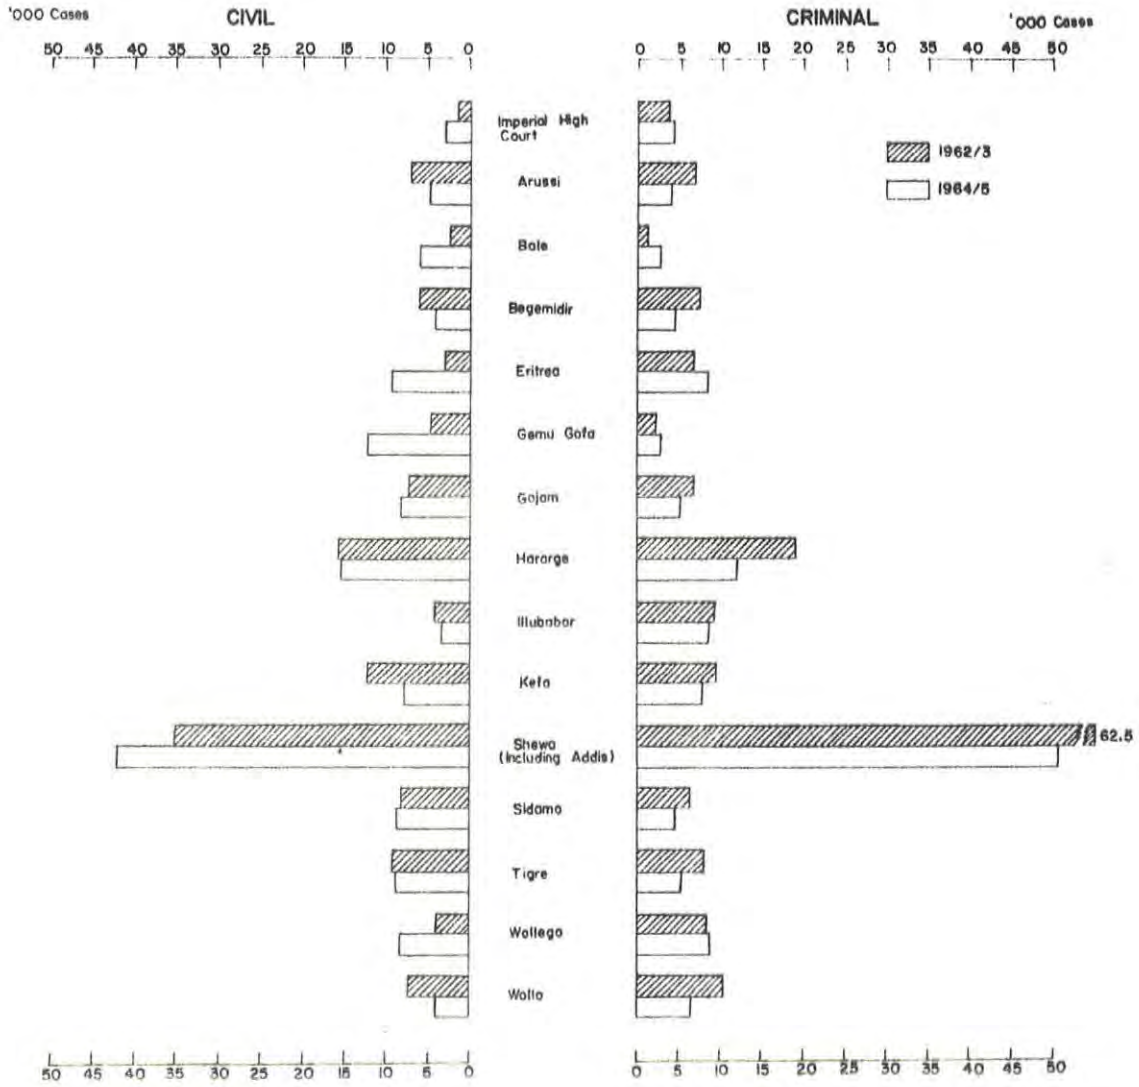 '000 Cases CIVIL CRIMINAL '000 Cases
50 45 40 35 30 25 20 15 10 5 0 0 5 10 15 20 25 30 35 40 45 50
Imperial High
Court
1962/3
Arussi
1964/5
Bale
Begemidir
Eritrea
Gemu Gofa
Gojam
Hararge
Illubabor
Kefa
Shewa
(Including Addis)
62.5
Sidamo
Tigre
Wollega
Wollo
50 45 40 35 30 25 20 15 10 5 0 0 5 10 15 20 25 30 35 40 45 50